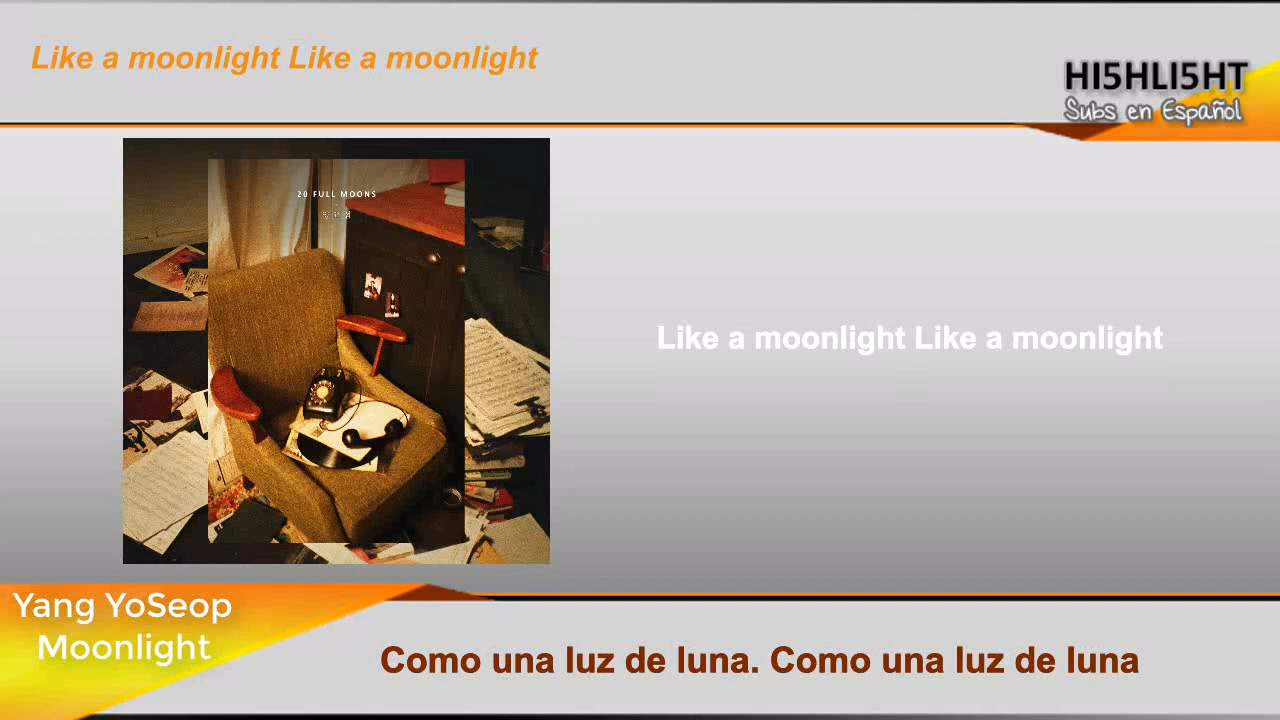 Like a moonlight Like a moonlight
HI5HLI5HT
Subs en Español
20 FULL MOONS
Like a moonlight Like a moonlight
Yang YoSeop
Moonlight
Como una luz de luna. Como una luz de luna